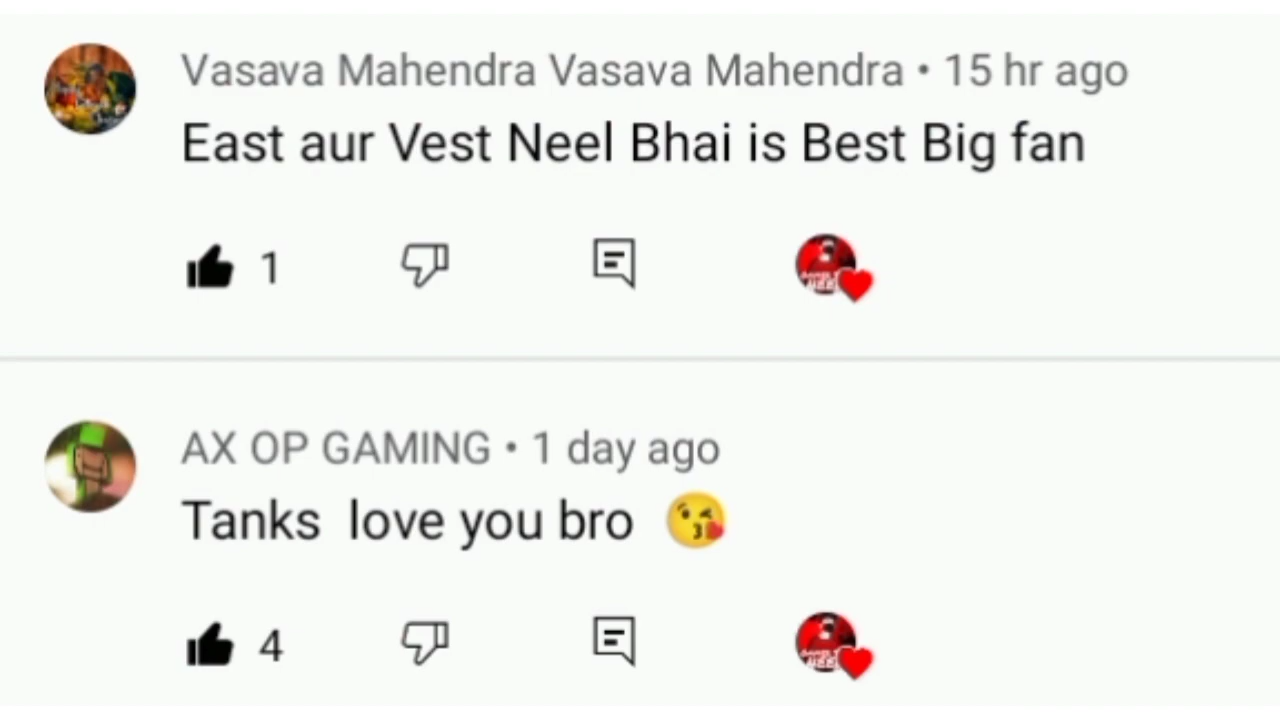 Vasava Mahendra Vasava Mahendra • 15 hr ago
East aur Vest Neel Bhai is Best Big fan
1
AX OP GAMING • 1 day ago
Tanks love you bro 😘
4